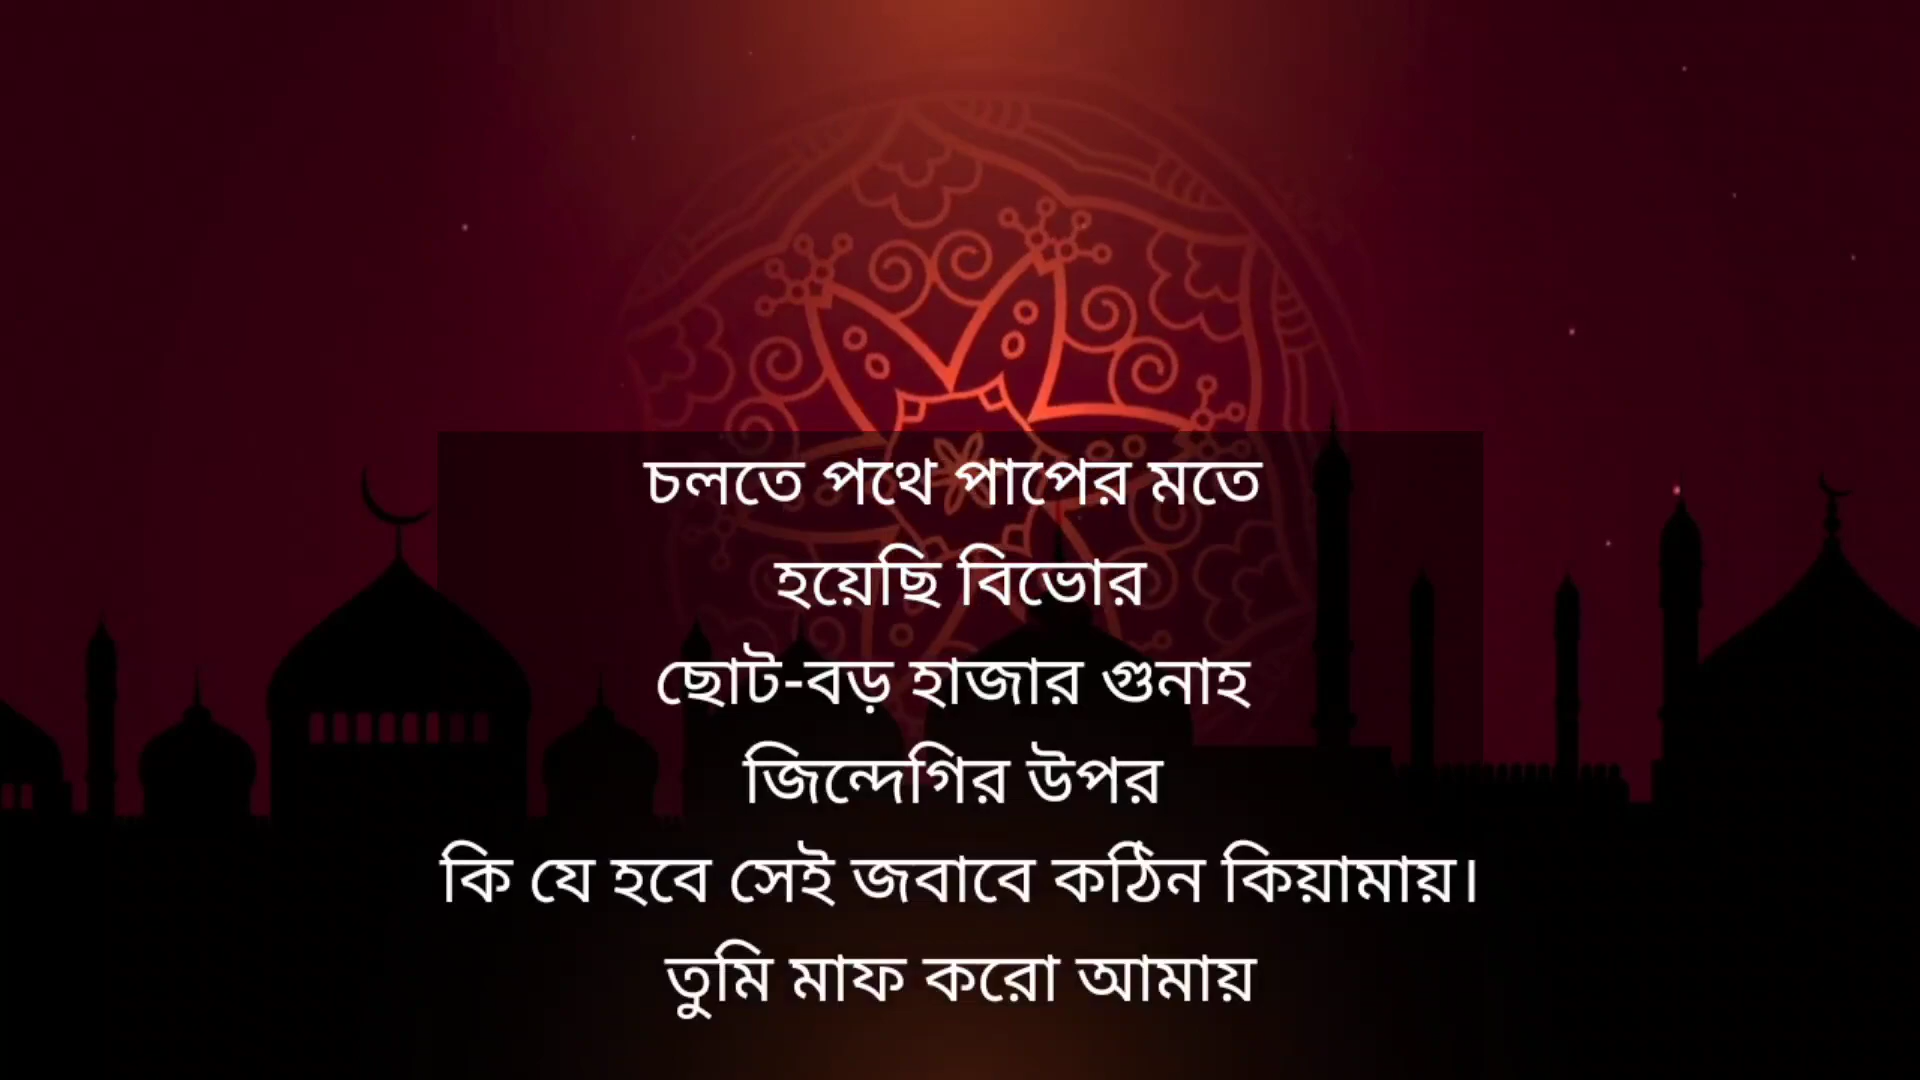 চলতে পথে পাপের মতে
হয়েছি বিভোর
ছোট-বড় হাজার গুনাহ
জিন্দেগির উপর
কি যে হবে সেই জবাবে কঠিন কিয়ামায়।
তুমি মাফ করো আমায়